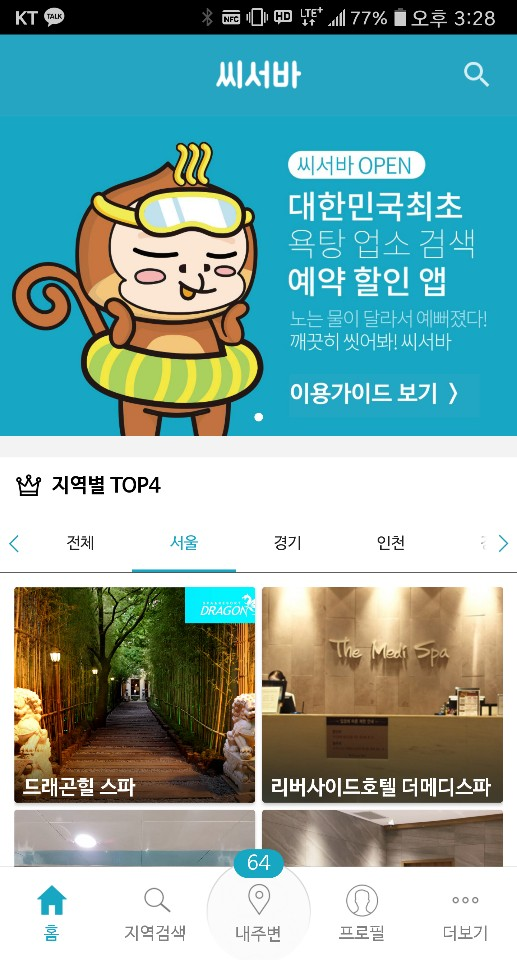 KT TALK NFC HD LTE+ 77% 오후 3:28
씨서바
씨서바 OPEN
대한민국최초
욕탕 업소 검색
예약 할인 앱
노는 물이 달라서 예뻐졌다!
깨끗히 씻어봐! 씨서바
이용가이드 보기 〉
지역별 TOP4
전체 서울 경기 인천
DRAGON
The Medi Spa
드래곤힐 스파
리버사이드호텔 더메디스파
64
홈 지역검색 내주변 프로필 더보기